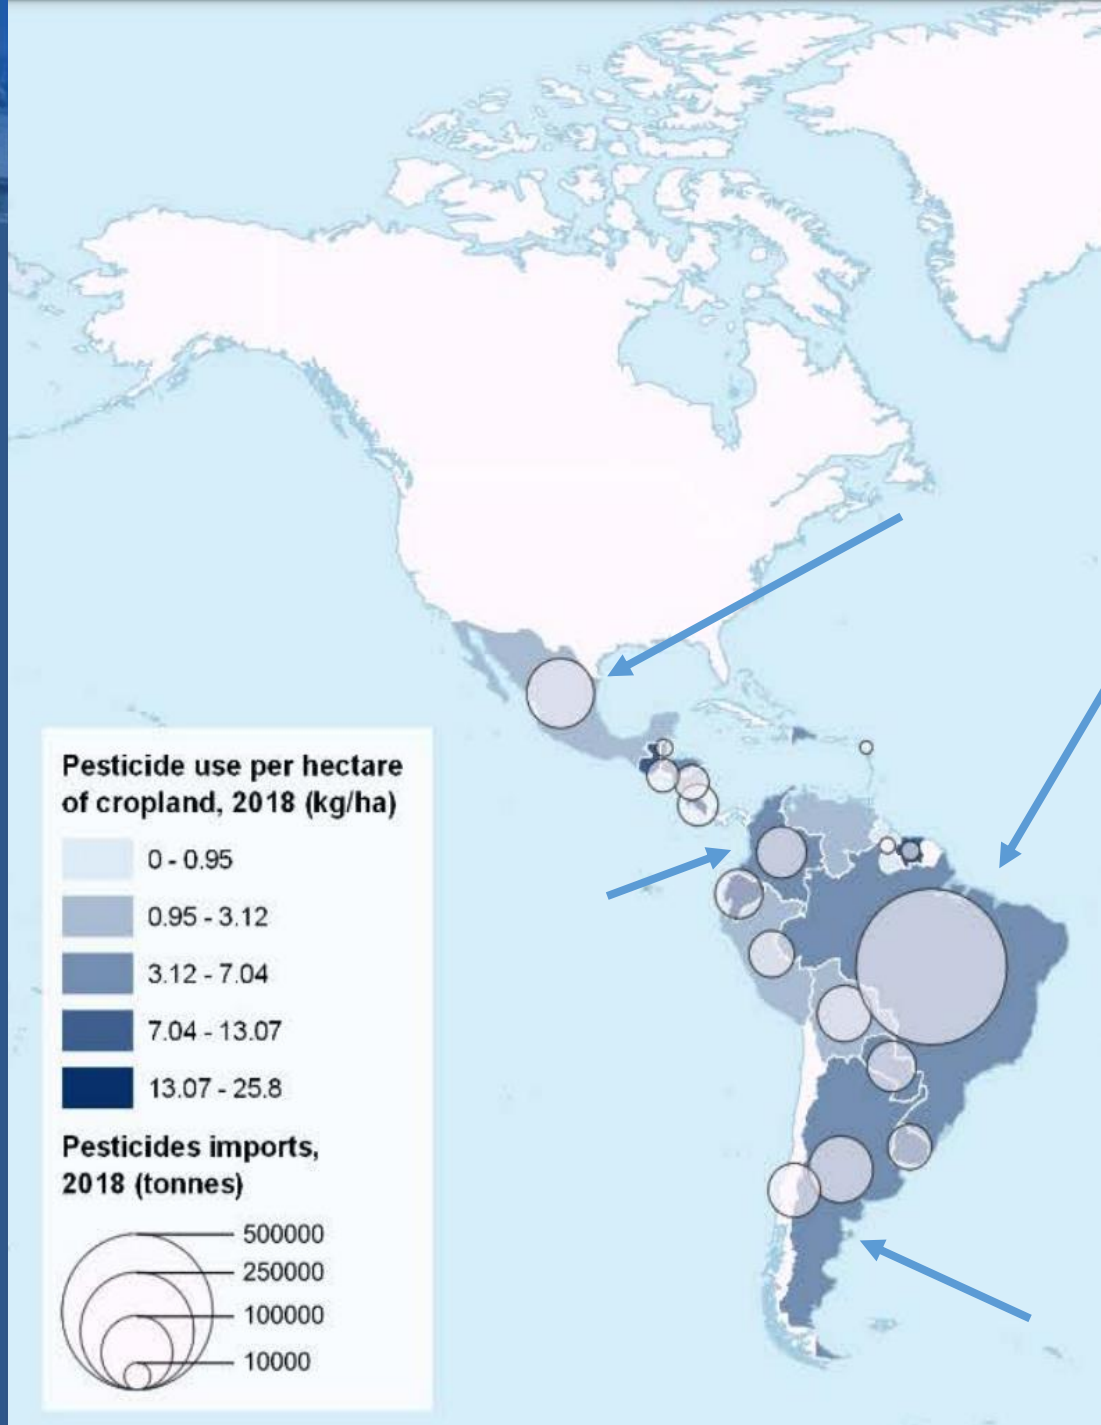 Pesticide use per hectare
of cropland, 2018 (kg/ha)
0 - 0.95
0.95 - 3.12
3.12 - 7.04
7.04 - 13.07
13.07 - 25.8
Pesticides imports,
2018 (tonnes)
500000
250000
100000
10000